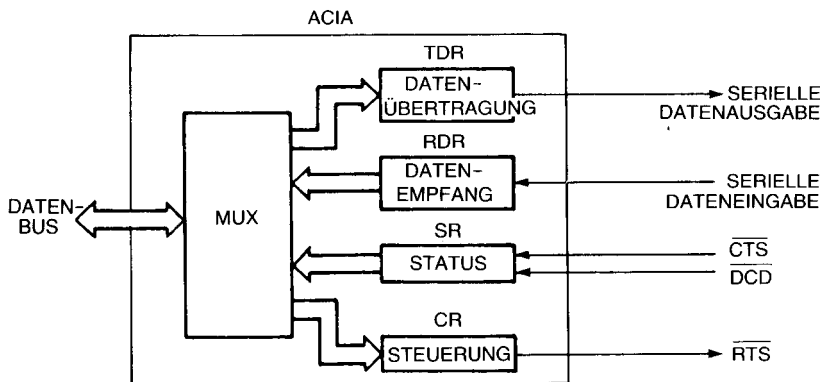 ACIA
TDR
DATEN-
ÜBERTRAGUNG
SERIELLE
DATENAUSGABE
RDR
DATEN-
EMPFANG
SERIELLE
DATENEINGABE
DATEN-
BUS
MUX
SR
STATUS
CTS
DCD
CR
STEUERUNG
RTS